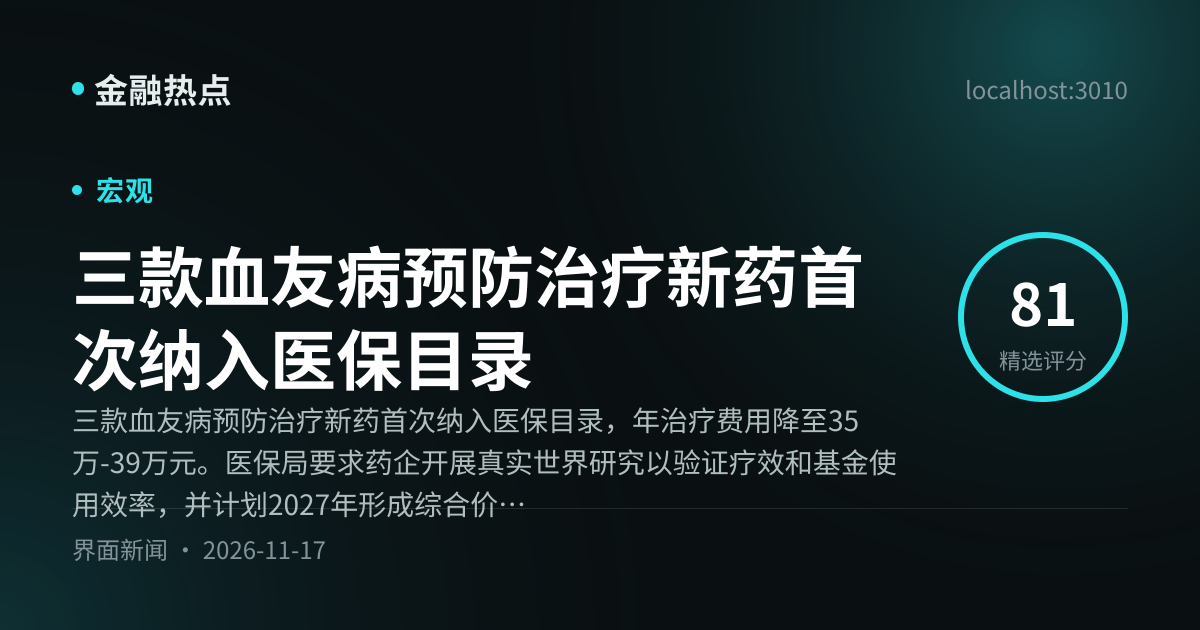 金融热点
localhost:3010
宏观
三款血友病预防治疗新药首
次纳入医保目录
81
精选评分
三款血友病预防治疗新药首次纳入医保目录，年治疗费用降至35
万-39万元。医保局要求药企开展真实世界研究以验证疗效和基金使
用效率，并计划2027年形成综合价…
界面新闻 • 2026-11-17